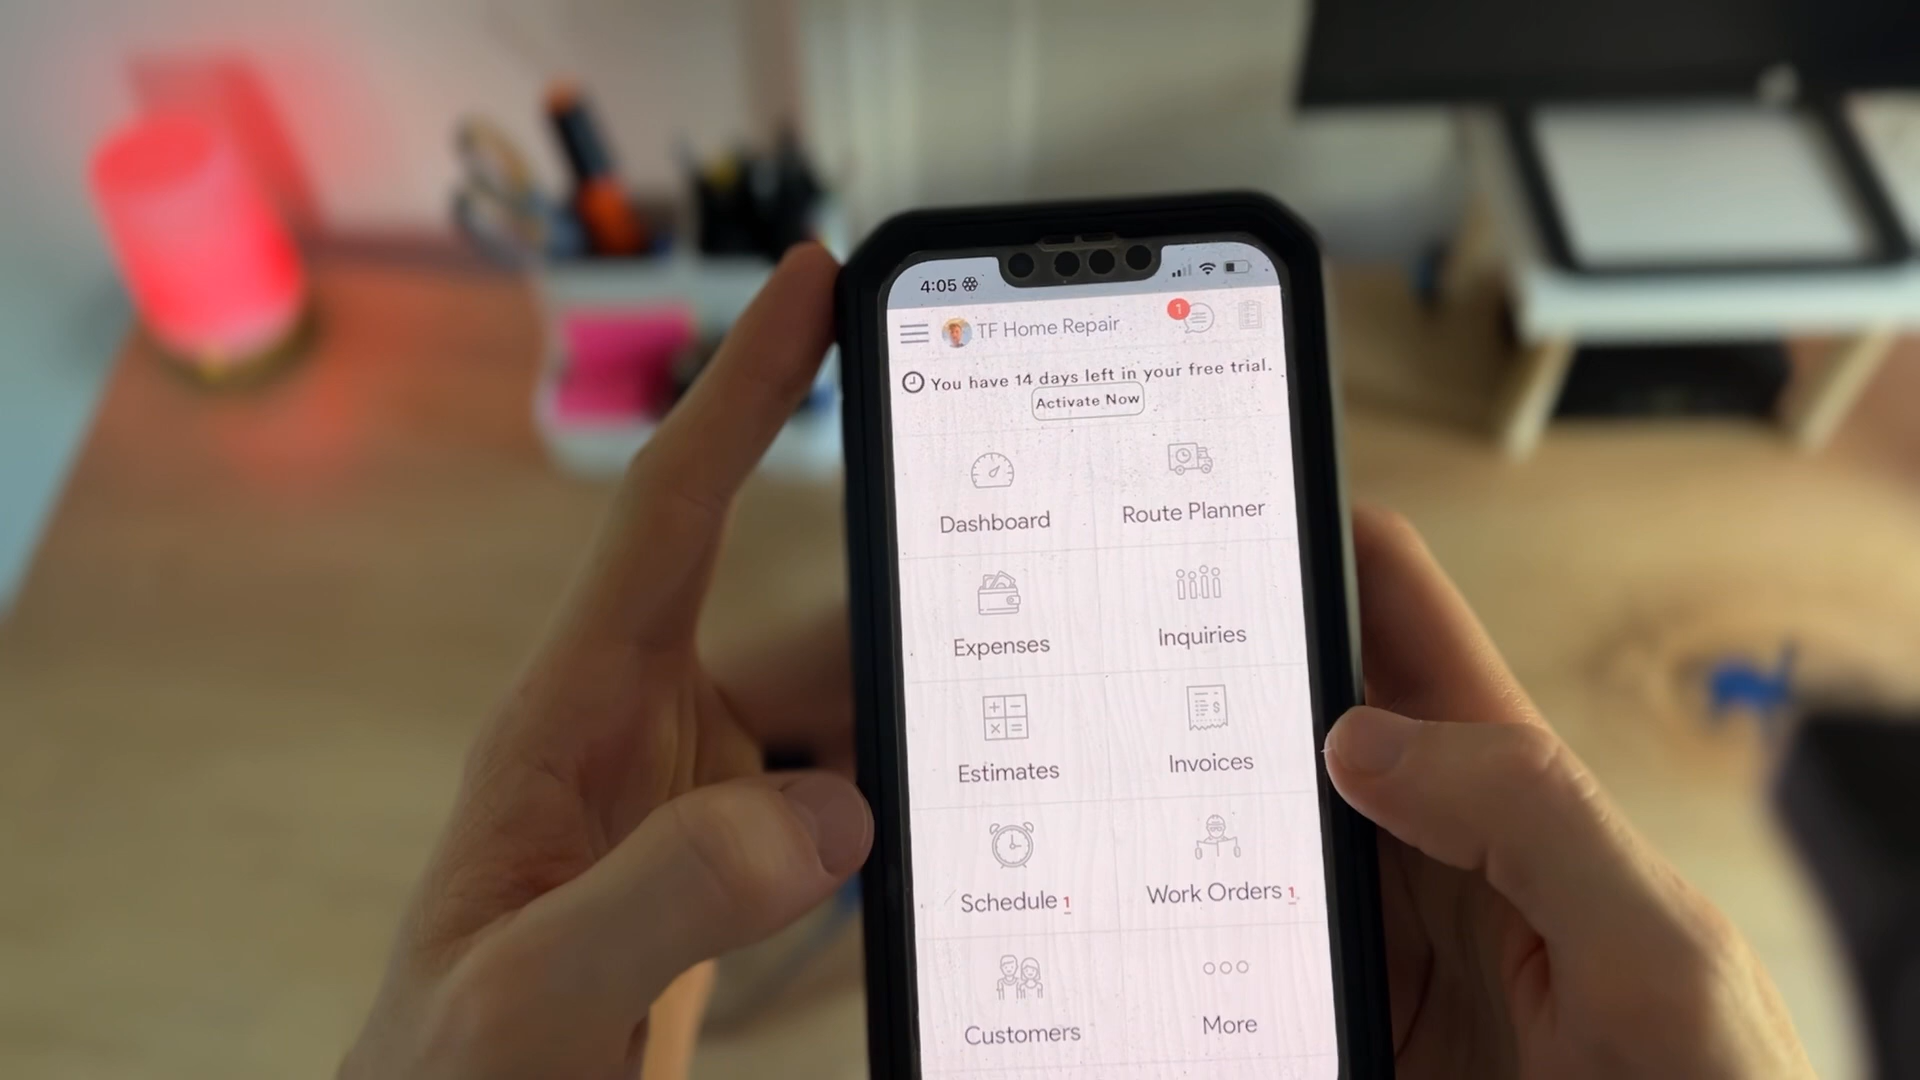 4:05
TF Home Repair
1
You have 14 days left in your free trial.
Activate Now
Dashboard
Route Planner
Expenses
Inquiries
Estimates
Invoices
Schedule 1
Work Orders 1
Customers
More